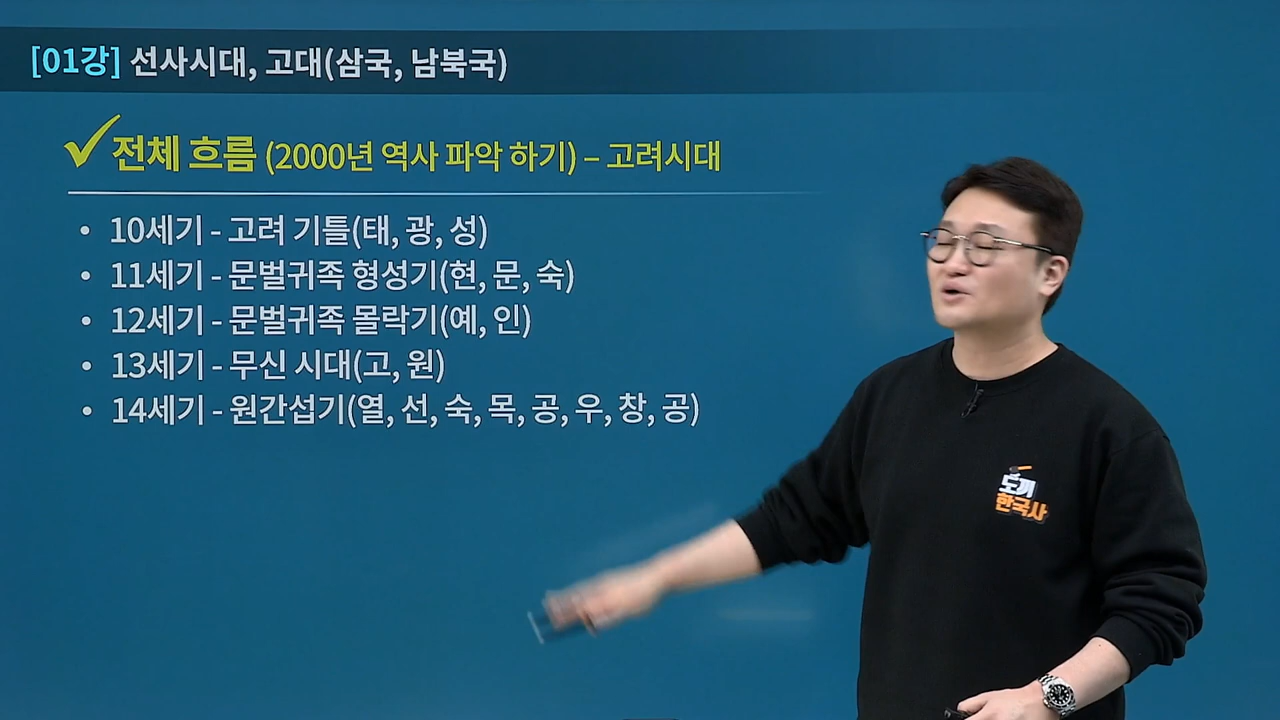 [01강] 선사시대, 고대(삼국, 남북국)
전체 흐름 (2000년 역사 파악 하기) – 고려시대
• 10세기 - 고려 기틀(태, 광, 성)
• 11세기 - 문벌귀족 형성기(현, 문, 숙)
• 12세기 - 문벌귀족 몰락기(예, 인)
• 13세기 - 무신 시대(고, 원)
• 14세기 - 원간섭기(열, 선, 숙, 목, 공, 우, 창, 공)
도끼
한국사